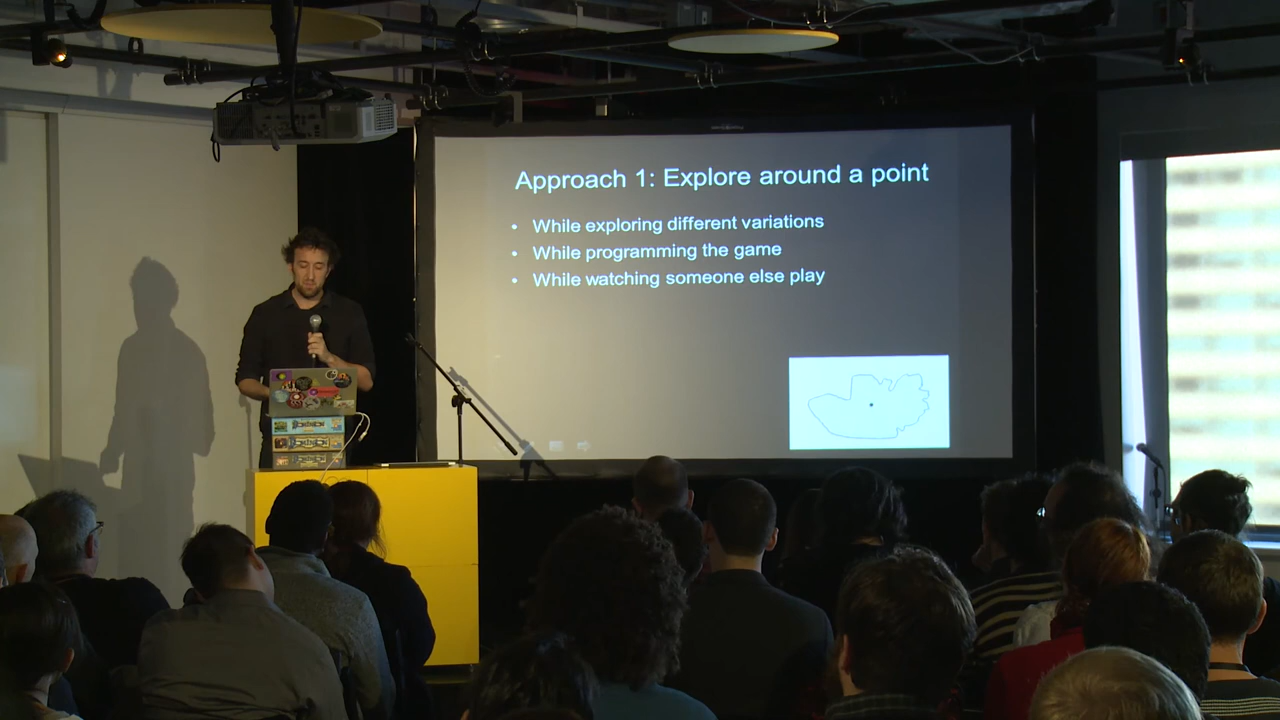 Approach 1: Explore around a point
• While exploring different variations
• While programming the game
• While watching someone else play